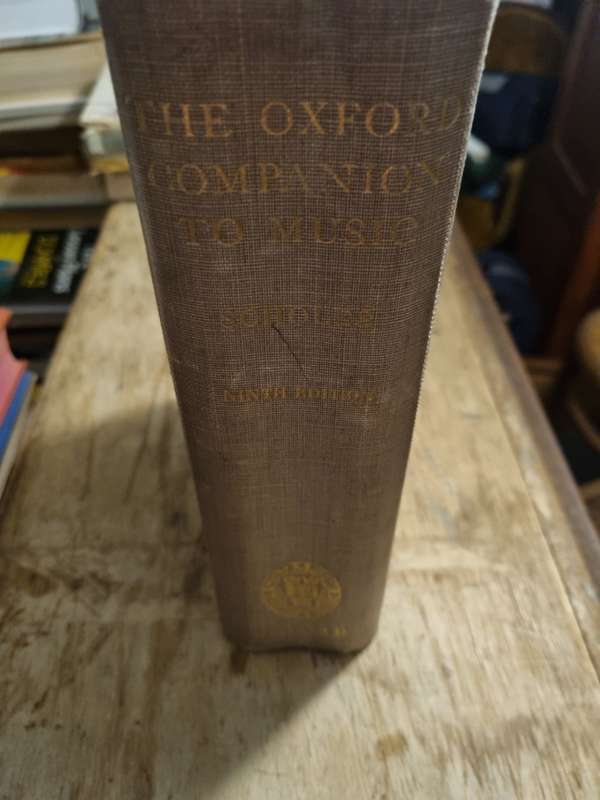 THE OXFORD
COMPANION
TO MUSIC
SCHOLES
NINTH EDITION